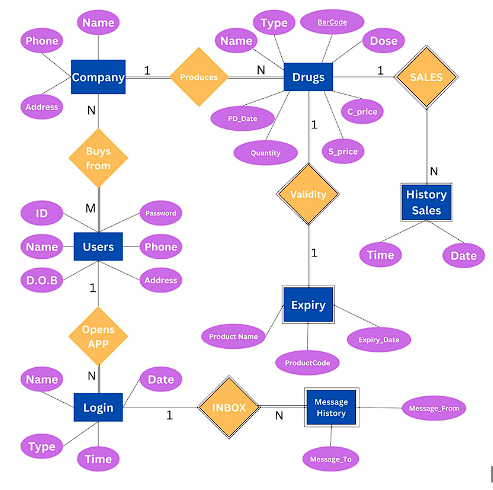 Name
Phone
Company
Address
1
Produces
N
Type
BarCode
Name
Dose
Drugs
PD_Date
C_price
Quantity
S_price
1
SALES
N
History
Sales
Time
Date
1
Validity
1
Expiry
Product Name
ProductCode
Expiry_Date
N
Buys
from
M
ID
Password
Name
Users
Phone
D.O.B
Address
1
Opens
APP
N
Name
Date
Login
Type
Time
1
INBOX
N
Message
History
Message_From
Message_To